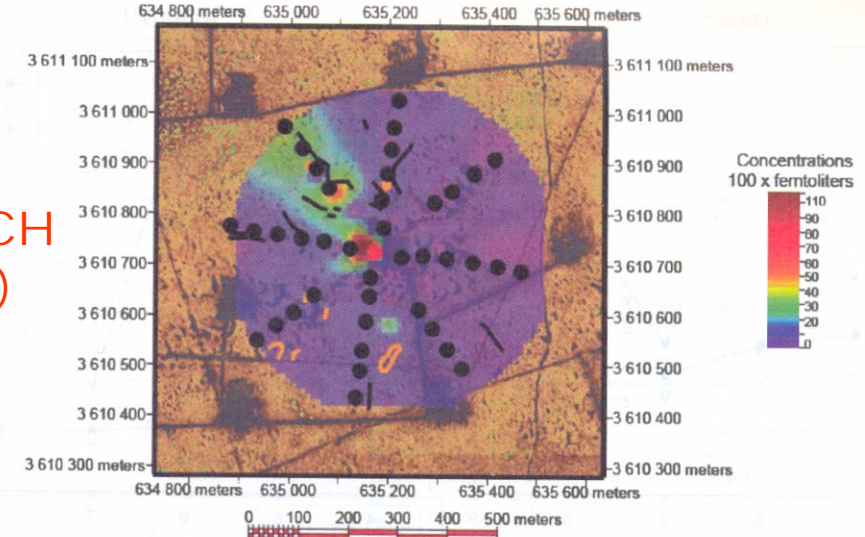 634 800 meters 635 000 635 200 635 400 635 600 meters
3 611 100 meters 3 611 100 meters
3 611 000 3 611 000
3 610 900 3 610 900
3 610 800 3 610 800
3 610 700 3 610 700
3 610 600 3 610 600
3 610 500 3 610 500
3 610 400 3 610 400
3 610 300 meters 3 610 300 meters
634 800 meters 635 000 635 200 635 400 635 600 meters
0 100 200 300 400 500 meters
CH
)
Concentrations
100 x femtoliters
110
90
80
70
60
50
40
30
20
0